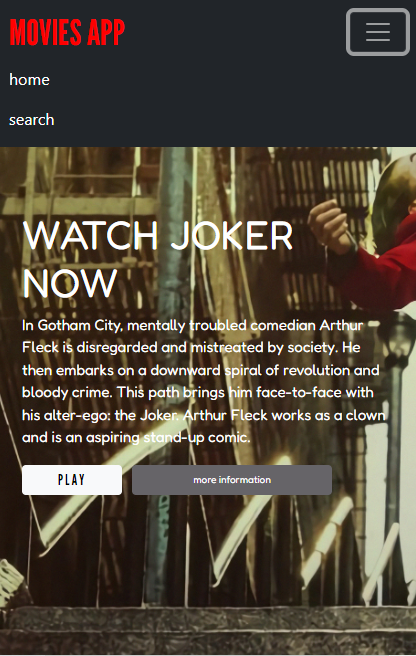 MOVIES APP
home
search
WATCH JOKER
NOW
In Gotham City, mentally troubled comedian Arthur
Fleck is disregarded and mistreated by society. He
then embarks on a downward spiral of revolution and
bloody crime. This path brings him face-to-face with
his alter-ego: the Joker. Arthur Fleck works as a clown
and is an aspiring stand-up comic.
PLAY
more information